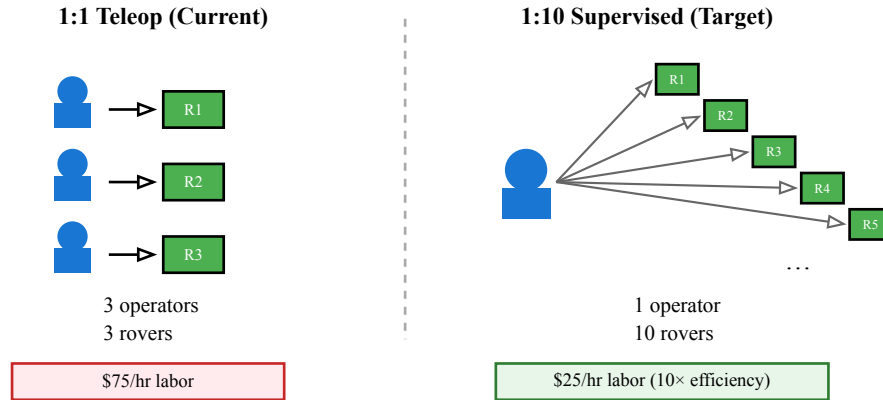 1:1 Teleop (Current)
R1
R2
R3
3 operators
3 rovers
$75/hr labor
1:10 Supervised (Target)
R1
R2
R3
R4
R5
...
1 operator
10 rovers
$25/hr labor (10× efficiency)